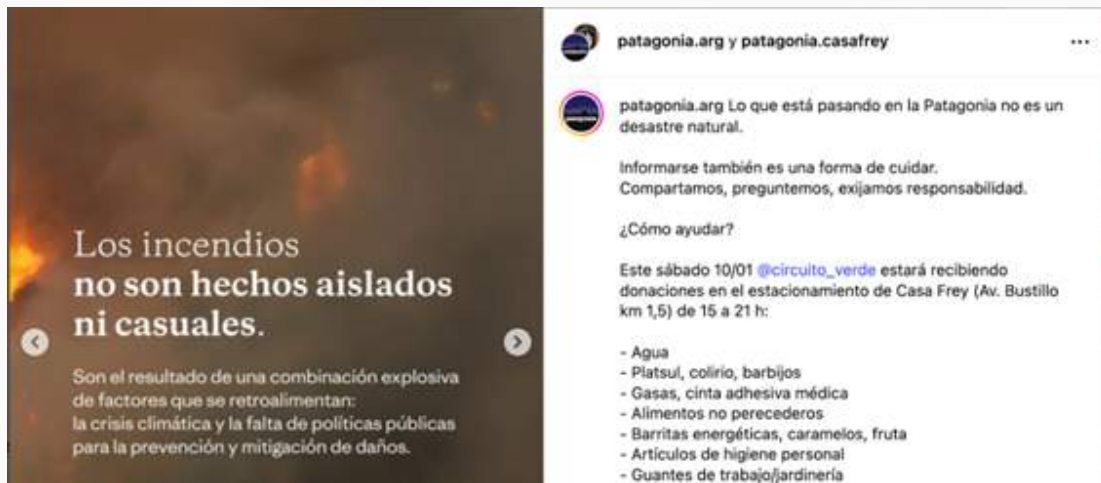 Los incendios
no son hechos aislados
ni casuales.
Son el resultado de una combinación explosiva
de factores que se retroalimentan:
la crisis climática y la falta de políticas públicas
para la prevención y mitigación de daños.
patagonia.arg y patagonia.casafrey
patagonia.arg Lo que está pasando en la Patagonia no es un
desastre natural.
Informarse también es una forma de cuidar.
Compartamos, preguntemos, exijamos responsabilidad.
¿Cómo ayudar?
Este sábado 10/01 @circuito_verde estará recibiendo
donaciones en el estacionamiento de Casa Frey (Av. Bustillo
km 1,5) de 15 a 21 h:
- Agua
- Platsul, colirio, barbijos
- Gasas, cinta adhesiva médica
- Alimentos no perecederos
- Barritas energéticas, caramelos, fruta
- Artículos de higiene personal
- Guantes de trabajo/jardinería